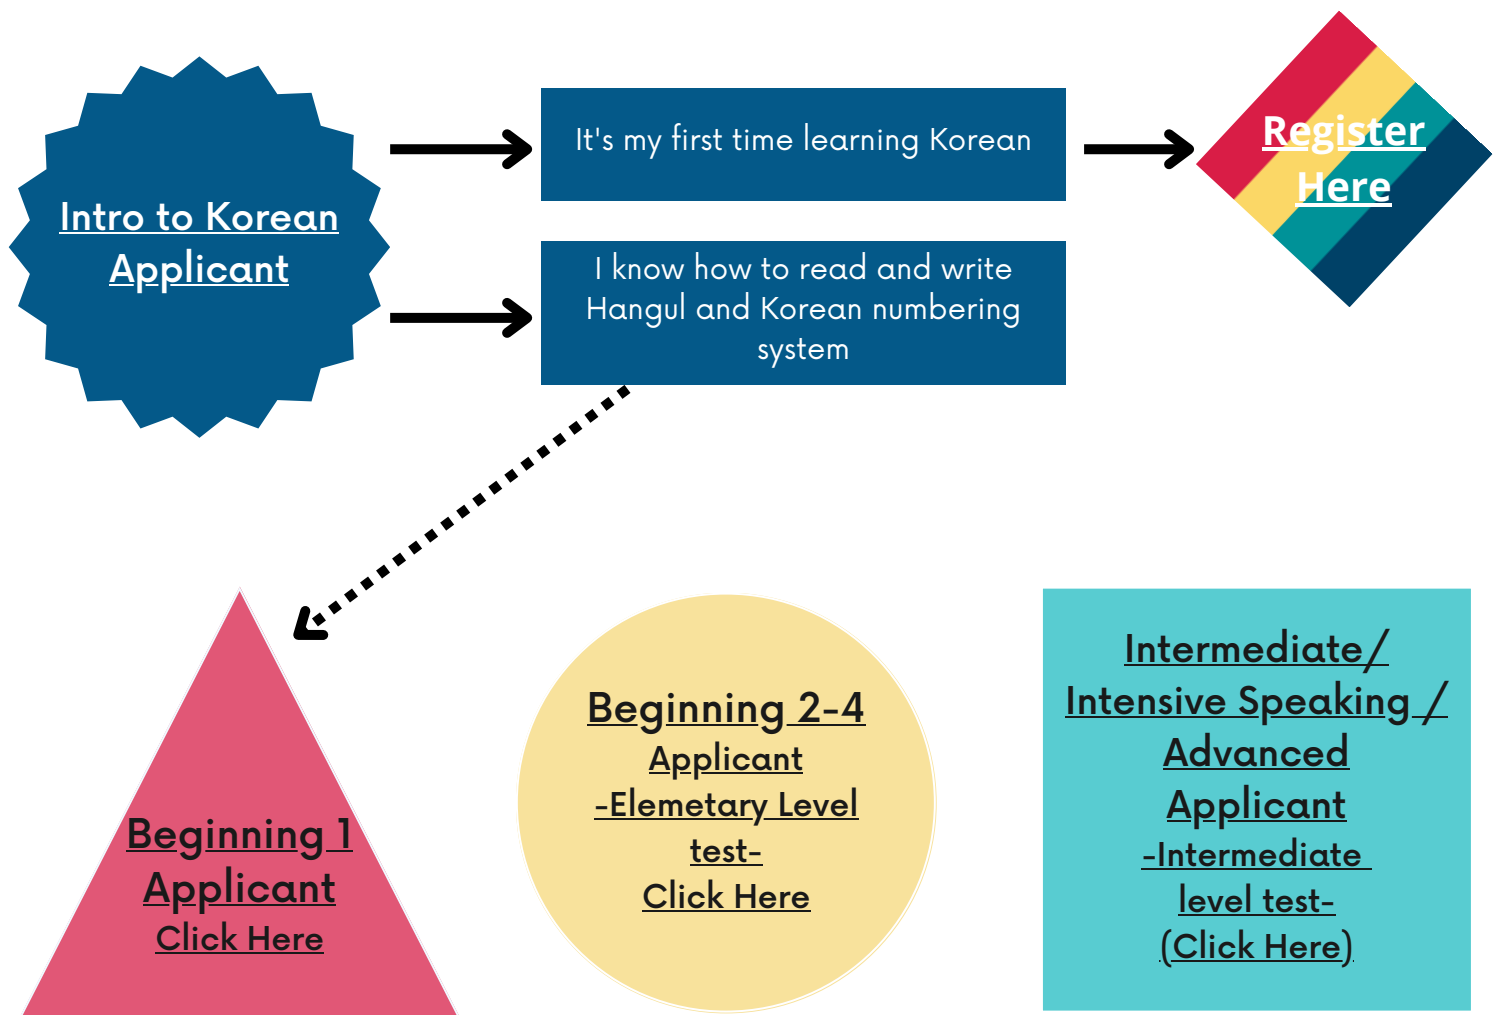 Intro to Korean
Applicant
It's my first time learning Korean
Register
Here
I know how to read and write
Hangul and Korean numbering
system
Beginning 1
Applicant
Click Here
Beginning 2-4
Applicant
-Elemetary Level
test-
Click Here
Intermediate/
Intensive Speaking /
Advanced
Applicant
-Intermediate
level test-
(Click Here)